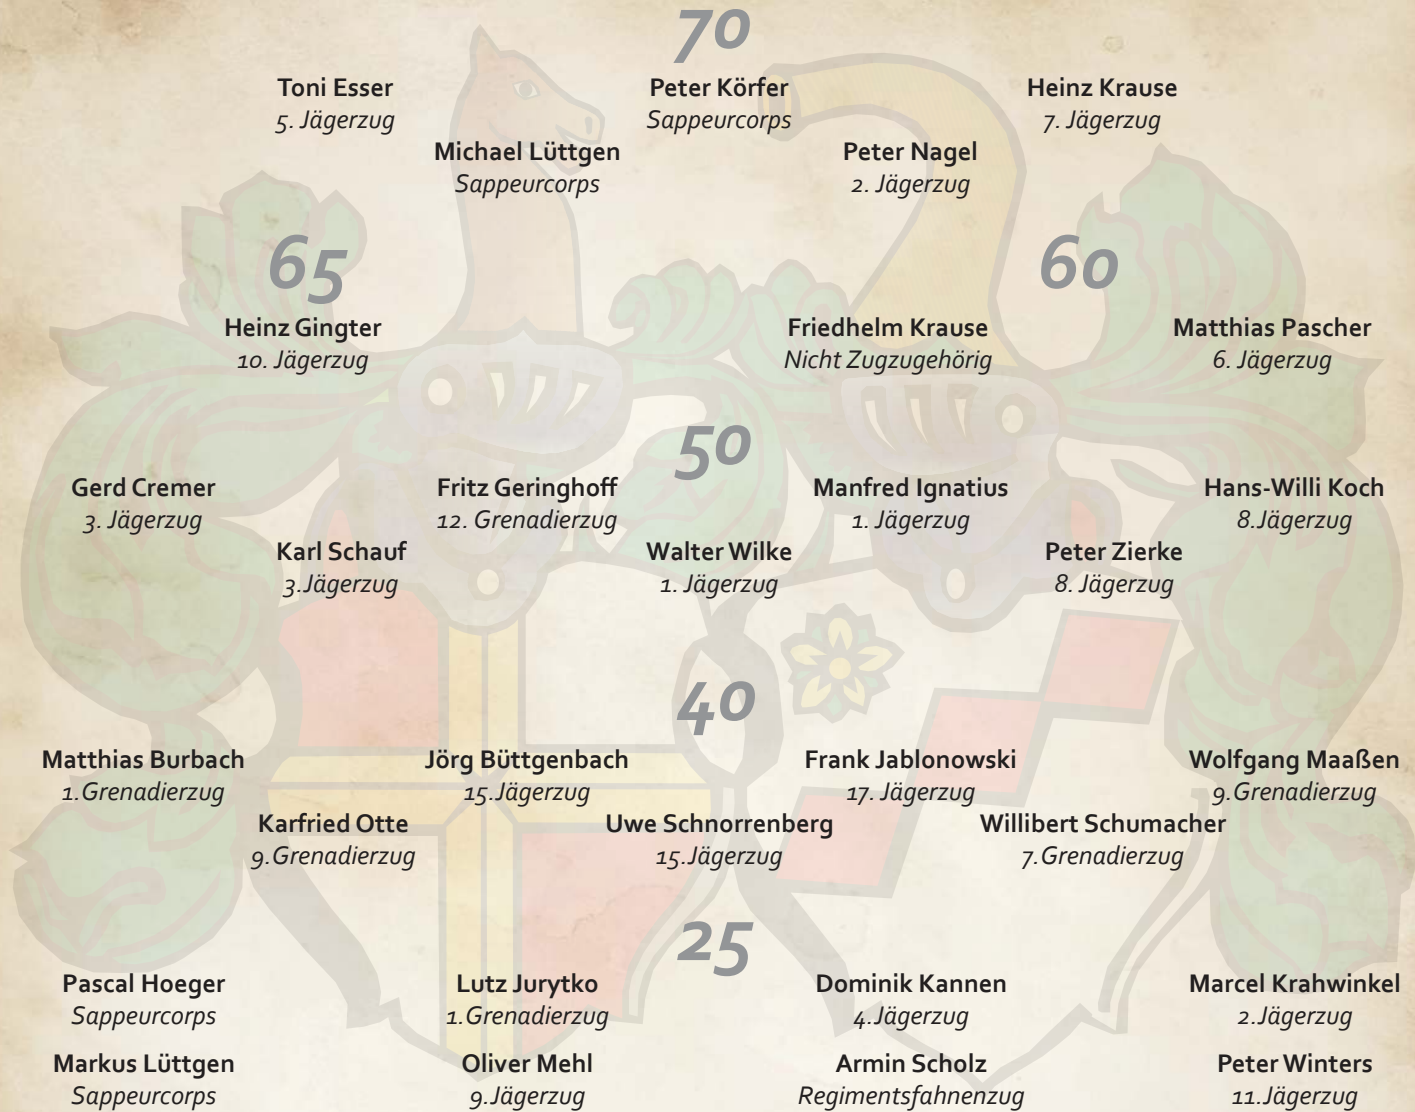 70
Toni Esser
5. Jägerzug
Peter Körfer
Sappeurcorps
Heinz Krause
7. Jägerzug
Michael Lüttgen
Sappeurcorps
Peter Nagel
2. Jägerzug
65
Heinz Gingter
10. Jägerzug
60
Friedhelm Krause
Nicht Zugzugehörig
Matthias Pascher
6. Jägerzug
50
Gerd Cremer
3. Jägerzug
Fritz Geringhoff
12. Grenadierzug
Manfred Ignatius
1. Jägerzug
Hans-Willi Koch
8.Jägerzug
Karl Schauf
3.Jägerzug
Walter Wilke
1. Jägerzug
Peter Zierke
8. Jägerzug
40
Matthias Burbach
1.Grenadierzug
Jörg Büttgenbach
15.Jägerzug
Frank Jablonowski
17. Jägerzug
Wolfgang Maaßen
9.Grenadierzug
Karfried Otte
9.Grenadierzug
Uwe Schnorrenberg
15.Jägerzug
Willibert Schumacher
7.Grenadierzug
25
Pascal Hoeger
Sappeurcorps
Lutz Jurytko
1.Grenadierzug
Dominik Kannen
4.Jägerzug
Marcel Krahwinkel
2.Jägerzug
Markus Lüttgen
Sappeurcorps
Oliver Mehl
9.Jägerzug
Armin Scholz
Regimentsfahnenzug
Peter Winters
11.Jägerzug